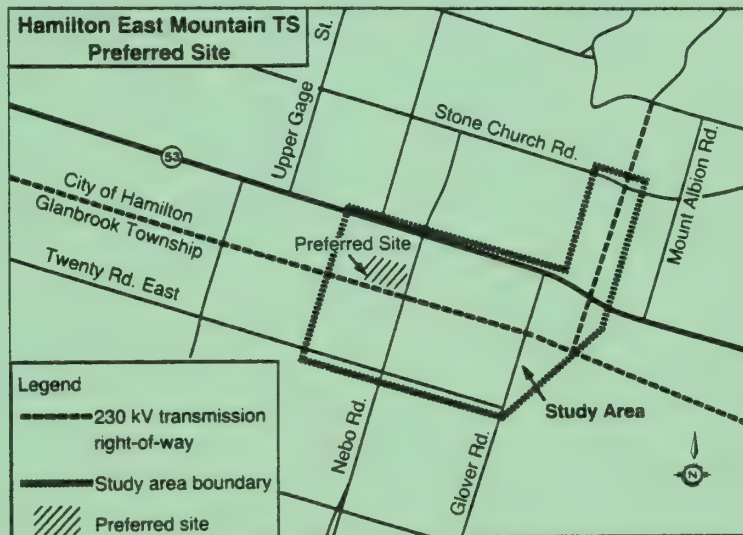 Hamilton East Mountain TS
Preferred Site
St.
Upper Gage
Stone Church Rd.
Mount Albion Rd.
53
City of Hamilton
Glanbrook Township
Preferred Site
Twenty Rd. East
Study Area
Nebo Rd.
Glover Rd.
Legend
230 kV transmission
right-of-way
Study area boundary
Preferred site
N